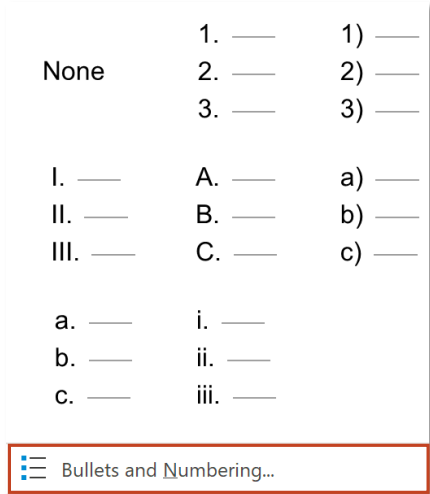 1. 1)
None 2. 2)
3. 3)
I. A. a)
II. B. b)
III. C. c)
a. i.
b. ii.
c. iii.
Bullets and Numbering...